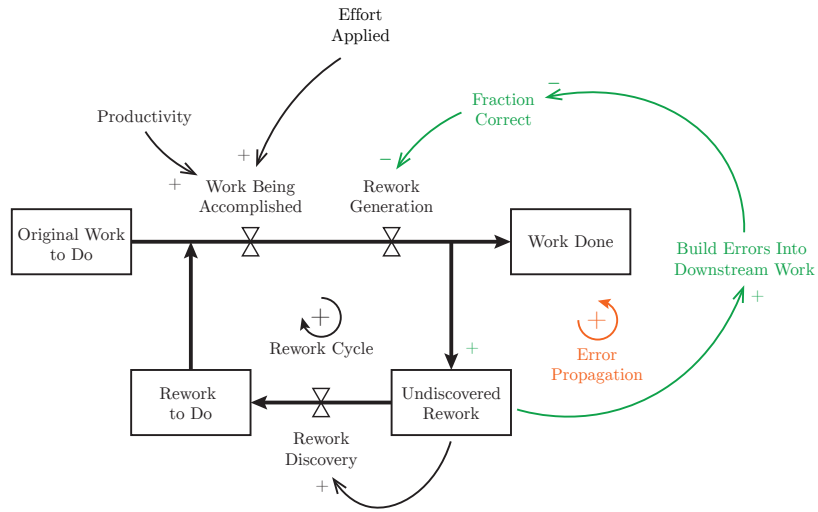 Effort
Applied
−
Fraction
Correct
Productivity
+
−
+
Work Being
Accomplished
Rework
Generation
Original Work
to Do
Work Done
Build Errors Into
Downstream Work
+
+
Rework Cycle
+
+
Error
Propagation
Rework
to Do
Undiscovered
Rework
Rework
Discovery
+